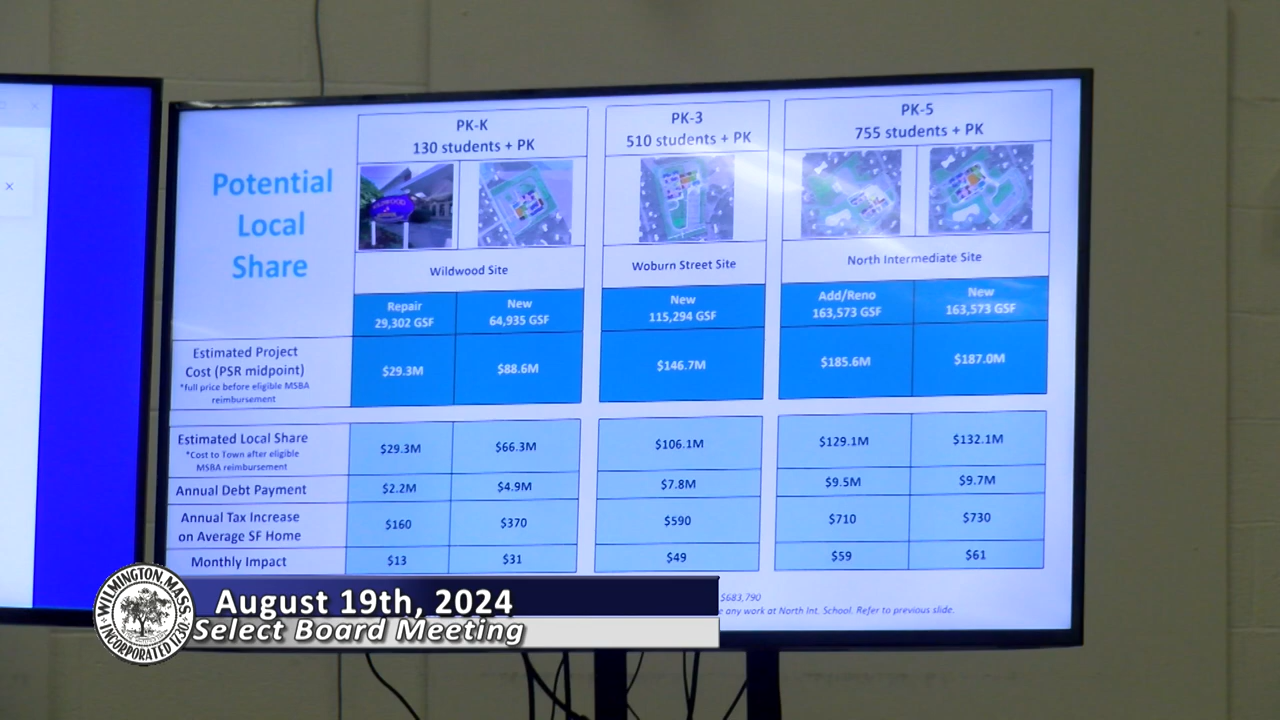 Potential
Local
Share
PK-K
130 students + PK
PK-3
510 students + PK
PK-5
755 students + PK
WILDWOOD
Wildwood Site
Woburn Street Site
North Intermediate Site
Repair
29,302 GSF
New
64,935 GSF
New
115,294 GSF
Add/Reno
163,573 GSF
New
163,573 GSF
Estimated Project
Cost (PSR midpoint)
*full price before eligible MSBA
reimbursement
$29.3M
$88.6M
$146.7M
$185.6M
$187.0M
Estimated Local Share
*Cost to Town after eligible
MSBA reimbursement
$29.3M
$66.3M
$106.1M
$129.1M
$132.1M
Annual Debt Payment
$2.2M
$4.9M
$7.8M
$9.5M
$9.7M
Annual Tax Increase
on Average SF Home
$160
$370
$590
$710
$730
Monthly Impact
$13
$31
$49
$59
$61
$683,790
any work at North Int. School. Refer to previous slide.
WILMINGTON, MASS
INCORPORATED 1730
August 19th, 2024
Select Board Meeting